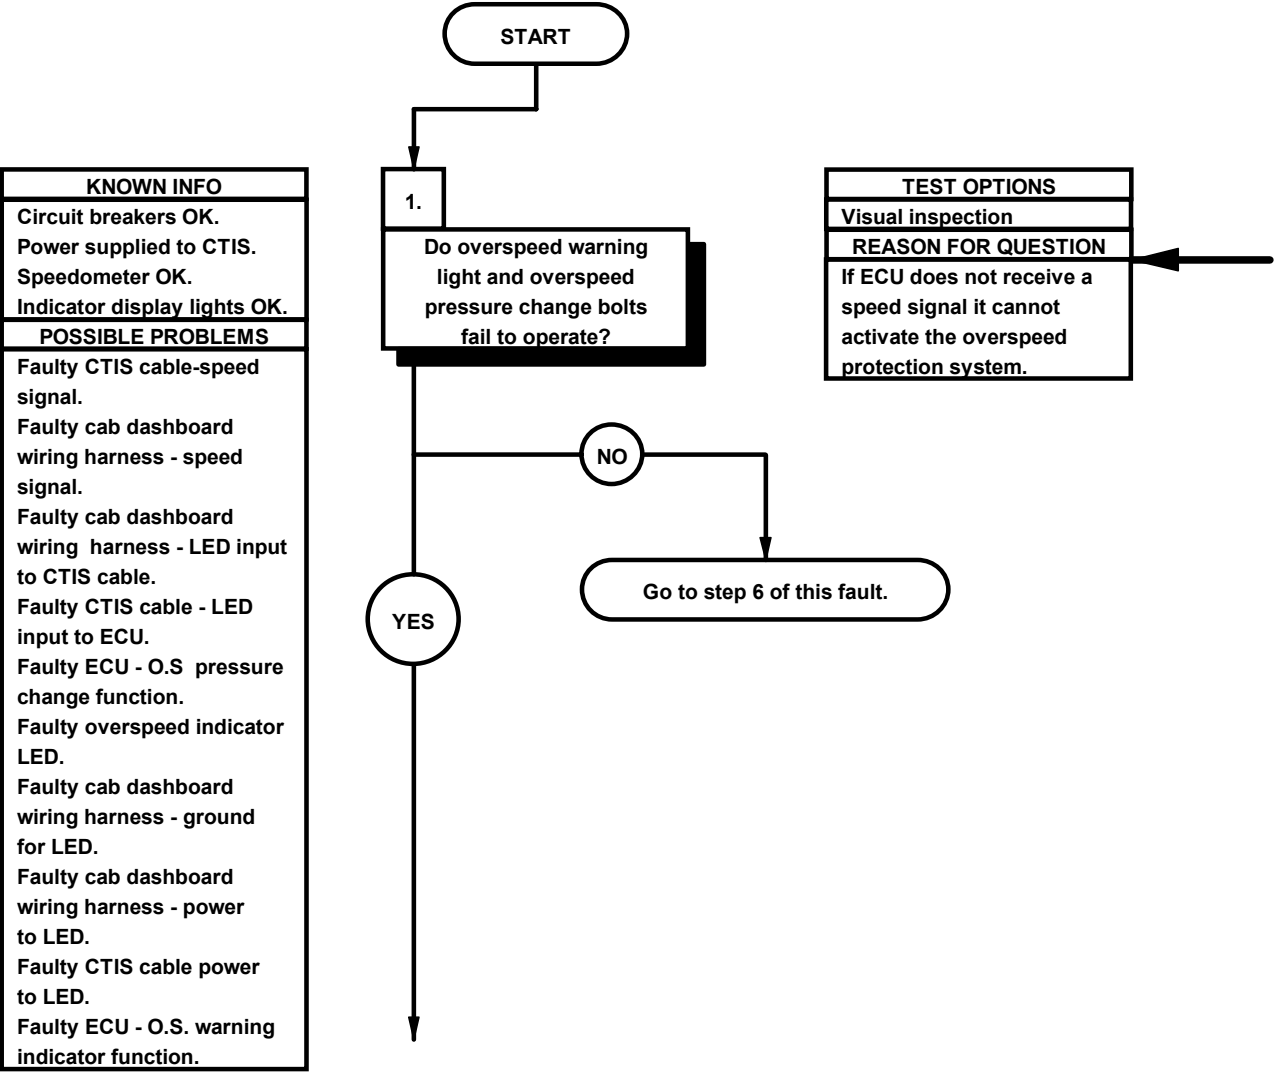 START
KNOWN INFO
Circuit breakers OK.
Power supplied to CTIS.
Speedometer OK.
Indicator display lights OK.
POSSIBLE PROBLEMS
Faulty CTIS cable-speed
signal.
Faulty cab dashboard
wiring harness - speed
signal.
Faulty cab dashboard
wiring  harness - LED input
to CTIS cable.
Faulty CTIS cable - LED
input to ECU.
Faulty ECU - O.S  pressure
change function.
Faulty overspeed indicator
LED.
Faulty cab dashboard
wiring harness - ground
for LED.
Faulty cab dashboard
wiring harness - power
to LED.
Faulty CTIS cable power
to LED.
Faulty ECU - O.S. warning
indicator function.
1.
Do overspeed warning
light and overspeed
pressure change bolts
fail to operate?
NO
Go to step 6 of this fault.
YES
TEST OPTIONS
Visual inspection
REASON FOR QUESTION
If ECU does not receive a
speed signal it cannot
activate the overspeed
protection system.